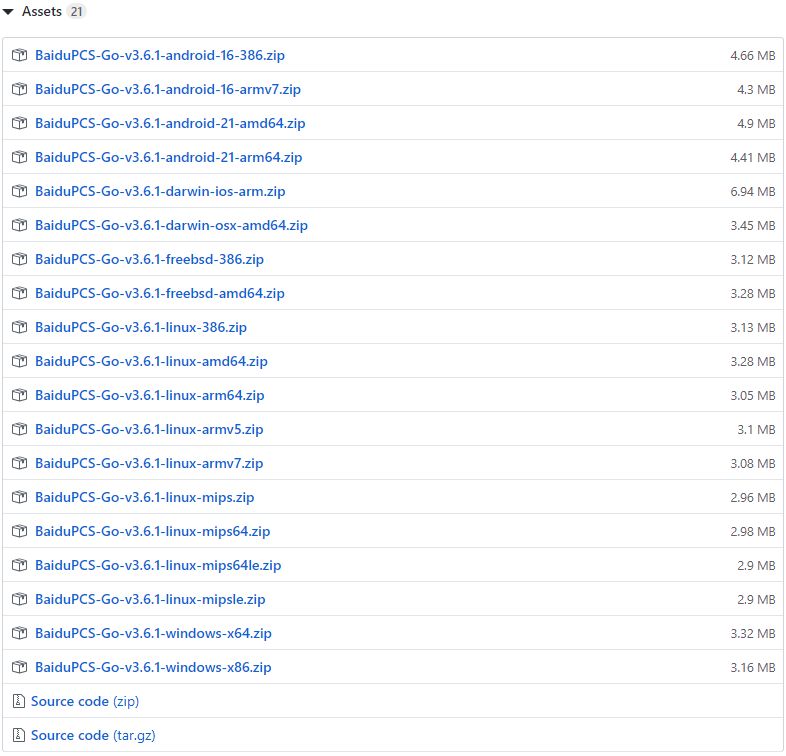 Assets 21
BaiduPCS-Go-v3.6.1-android-16-386.zip 4.66 MB
BaiduPCS-Go-v3.6.1-android-16-armv7.zip 4.3 MB
BaiduPCS-Go-v3.6.1-android-21-amd64.zip 4.9 MB
BaiduPCS-Go-v3.6.1-android-21-arm64.zip 4.41 MB
BaiduPCS-Go-v3.6.1-darwin-ios-arm.zip 6.94 MB
BaiduPCS-Go-v3.6.1-darwin-osx-amd64.zip 3.45 MB
BaiduPCS-Go-v3.6.1-freebsd-386.zip 3.12 MB
BaiduPCS-Go-v3.6.1-freebsd-amd64.zip 3.28 MB
BaiduPCS-Go-v3.6.1-linux-386.zip 3.13 MB
BaiduPCS-Go-v3.6.1-linux-amd64.zip 3.28 MB
BaiduPCS-Go-v3.6.1-linux-arm64.zip 3.05 MB
BaiduPCS-Go-v3.6.1-linux-armv5.zip 3.1 MB
BaiduPCS-Go-v3.6.1-linux-armv7.zip 3.08 MB
BaiduPCS-Go-v3.6.1-linux-mips.zip 2.96 MB
BaiduPCS-Go-v3.6.1-linux-mips64.zip 2.98 MB
BaiduPCS-Go-v3.6.1-linux-mips64le.zip 2.9 MB
BaiduPCS-Go-v3.6.1-linux-mipsle.zip 2.9 MB
BaiduPCS-Go-v3.6.1-windows-x64.zip 3.32 MB
BaiduPCS-Go-v3.6.1-windows-x86.zip 3.16 MB
Source code (zip)
Source code (tar.gz)